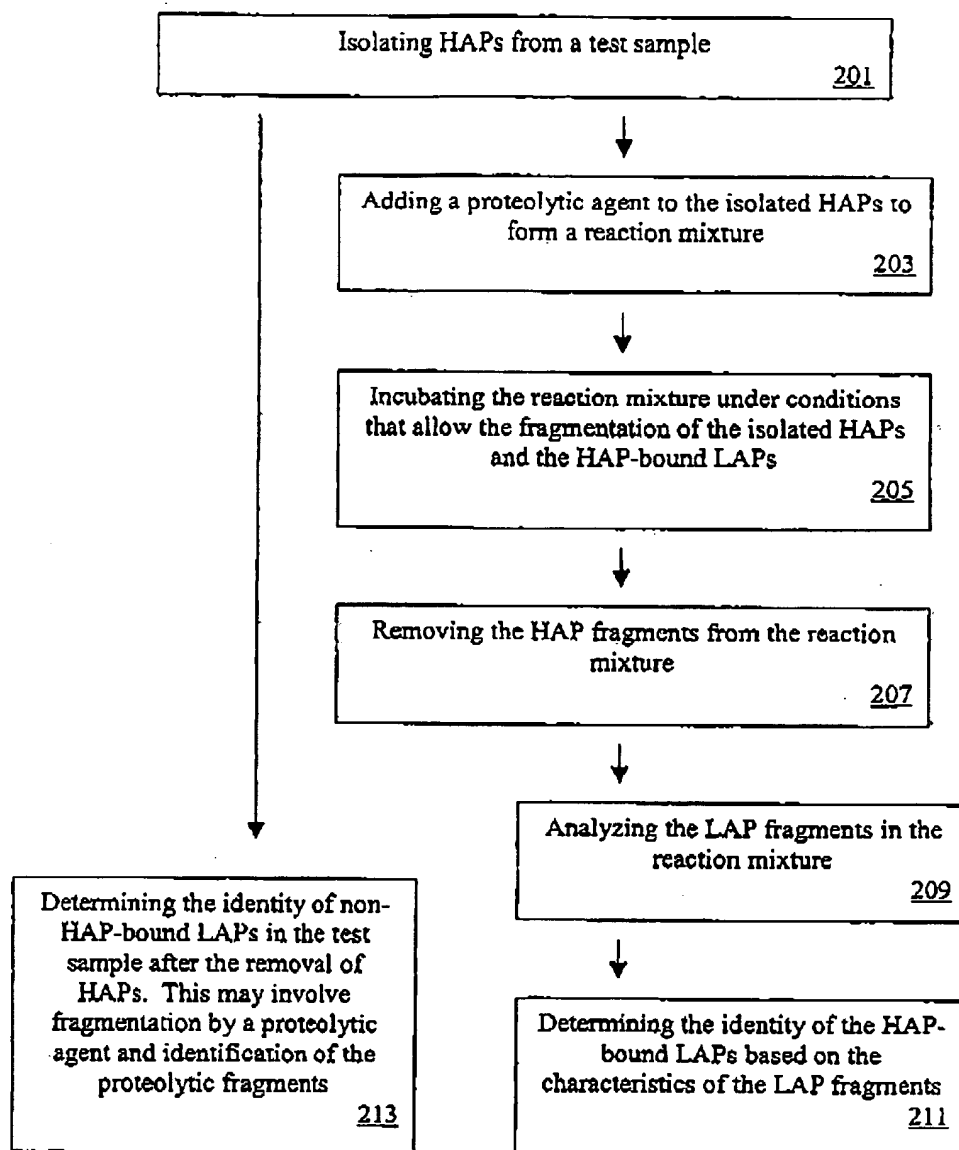 Isolating HAPs from a test sample
201
Adding a proteolytic agent to the isolated HAPs to
form a reaction mixture
203
Incubating the reaction mixture under conditions
that allow the fragmentation of the isolated HAPs
and the HAP-bound LAPs
205
Removing the HAP fragments from the reaction
mixture
207
Analyzing the LAP fragments in the
reaction mixture
209
Determining the identity of non-
HAP-bound LAPs in the test
sample after the removal of
HAPs. This may involve
fragmentation by a proteolytic
agent and identification of the
proteolytic fragments
213
Determining the identity of the HAP-
bound LAPs based on the
characteristics of the LAP fragments
211